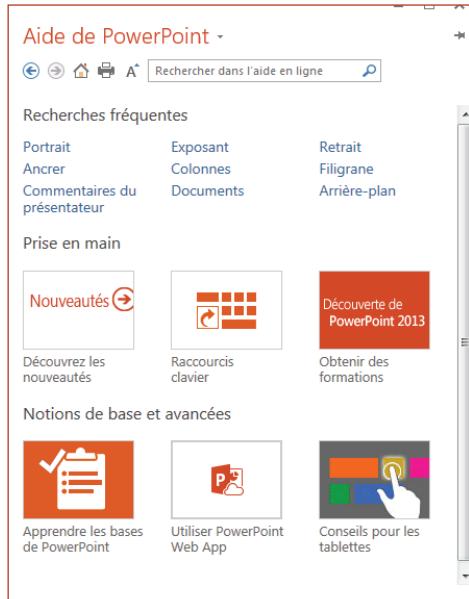 Aide de PowerPoint
A
Rechercher dans l'aide en ligne
Recherches fréquentes
Portrait Exposant Retrait
Ancrer Colonnes Filigrane
Commentaires du présentateur Documents Arrière-plan
Prise en main
Nouveautés
Découverte de
PowerPoint 2013
Découvrez les nouveautés
Raccourcis clavier
Obtenir des formations
Notions de base et avancées
P
Apprendre les bases de PowerPoint
Utiliser PowerPoint Web App
Conseils pour les tablettes